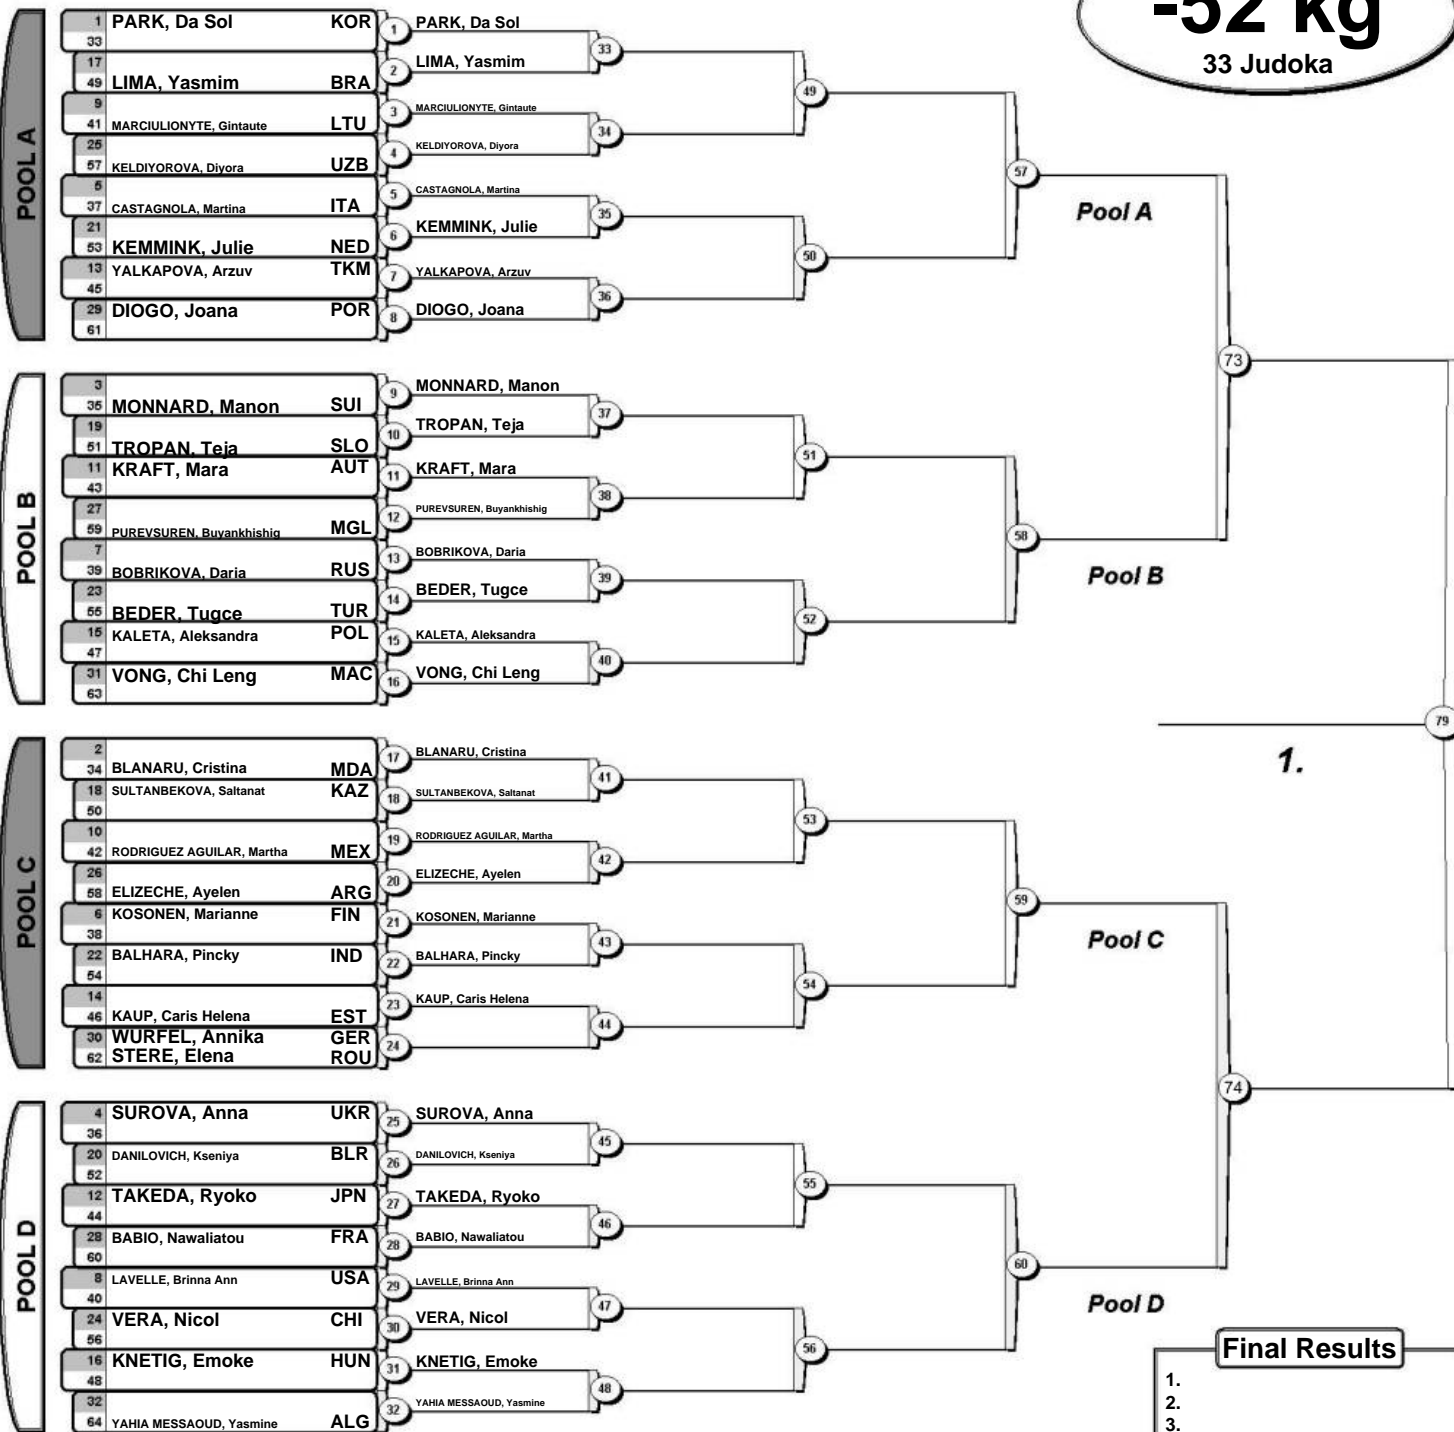 -52 kg
33 Judoka
POOL A
1 PARK, Da Sol KOR
33
17
49 LIMA, Yasmim BRA
9
41 MARCIULIONYTE, Gintaute LTU
25
57 KELDIYOROVA, Diyora UZB
5
37 CASTAGNOLA, Martina ITA
21
53 KEMMINK, Julie NED
13 YALKAPOVA, Arzuv TKM
45
29 DIOGO, Joana POR
61
1 PARK, Da Sol
2 LIMA, Yasmim
3 MARCIULIONYTE, Gintaute
4 KELDIYOROVA, Diyora
5 CASTAGNOLA, Martina
6 KEMMINK, Julie
7 YALKAPOVA, Arzuv
8 DIOGO, Joana
33
34
35
36
49
50
57
Pool A
POOL B
3
35 MONNARD, Manon SUI
19
51 TROPAN, Teja SLO
11 KRAFT, Mara AUT
43
27
59 PUREVSUREN, Buyankhishig MGL
7
39 BOBRIKOVA, Daria RUS
23
55 BEDER, Tugce TUR
15 KALETA, Aleksandra POL
47
31 VONG, Chi Leng MAC
63
9 MONNARD, Manon
10 TROPAN, Teja
11 KRAFT, Mara
12 PUREVSUREN, Buyankhishig
13 BOBRIKOVA, Daria
14 BEDER, Tugce
15 KALETA, Aleksandra
16 VONG, Chi Leng
37
38
39
40
51
52
58
Pool B
73
79
1.
POOL C
2
34 BLANARU, Cristina MDA
18 SULTANBEKOVA, Saltanat KAZ
50
10
42 RODRIGUEZ AGUILAR, Martha MEX
26
58 ELIZECHE, Ayelen ARG
6 KOSONEN, Marianne FIN
38
22 BALHARA, Pincky IND
54
14
46 KAUP, Caris Helena EST
30 WURFEL, Annika GER
62 STERE, Elena ROU
17 BLANARU, Cristina
18 SULTANBEKOVA, Saltanat
19 RODRIGUEZ AGUILAR, Martha
20 ELIZECHE, Ayelen
21 KOSONEN, Marianne
22 BALHARA, Pincky
23 KAUP, Caris Helena
24
41
42
43
44
53
54
59
Pool C
74
POOL D
4 SUROVA, Anna UKR
36
20 DANILOVICH, Kseniya BLR
52
12 TAKEDA, Ryoko JPN
44
28 BABIO, Nawaliatou FRA
60
8 LAVELLE, Brinna Ann USA
40
24 VERA, Nicol CHI
56
16 KNETIG, Emoke HUN
48
32
64 YAHIA MESSAOUD, Yasmine ALG
25 SUROVA, Anna
26 DANILOVICH, Kseniya
27 TAKEDA, Ryoko
28 BABIO, Nawaliatou
29 LAVELLE, Brinna Ann
30 VERA, Nicol
31 KNETIG, Emoke
32 YAHIA MESSAOUD, Yasmine
45
46
47
48
55
56
60
Pool D
Final Results
1.
2.
3.